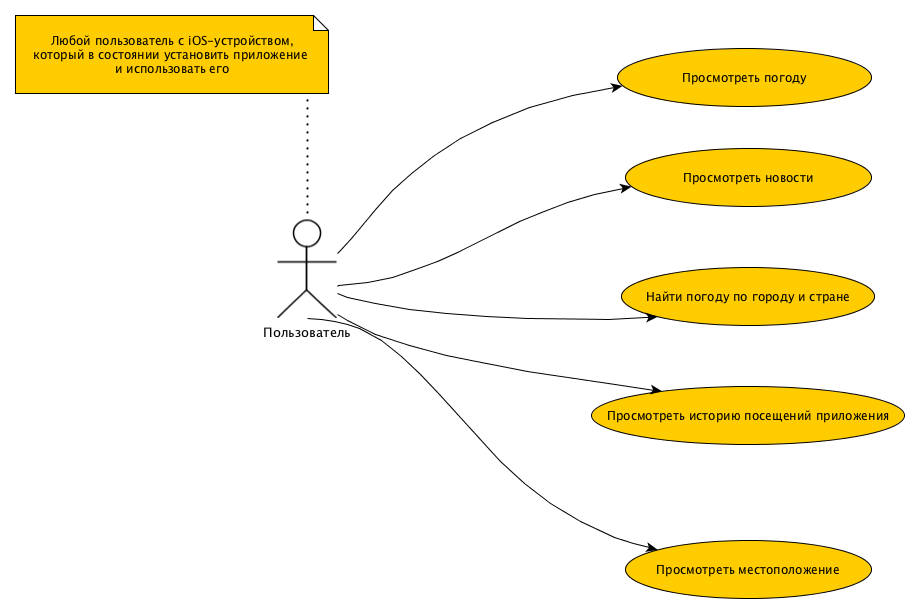 Любой пользователь с iOS-устройством,
который в состоянии установить приложение
и использовать его
Просмотреть погоду
Просмотреть новости
Найти погоду по городу и стране
Пользователь
Просмотреть историю посещений приложения
Просмотреть местоположение